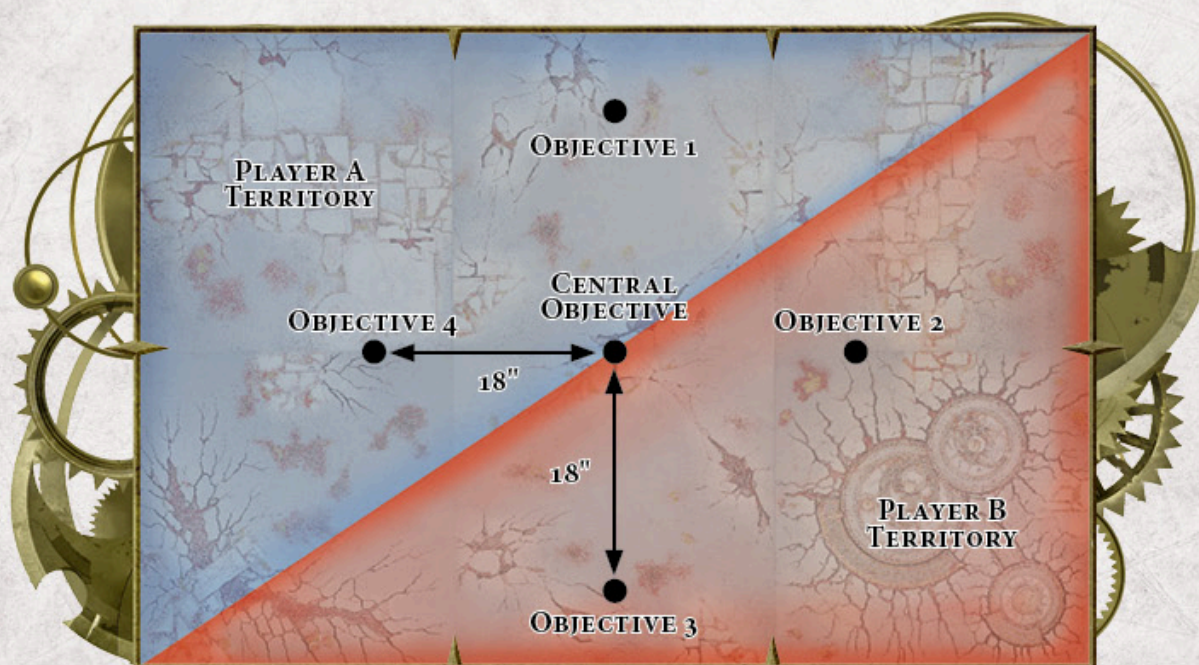 Objective 1
Player A
Territory
Central
Objective
Objective 4
Objective 2
18"
18"
Player B
Territory
Objective 3